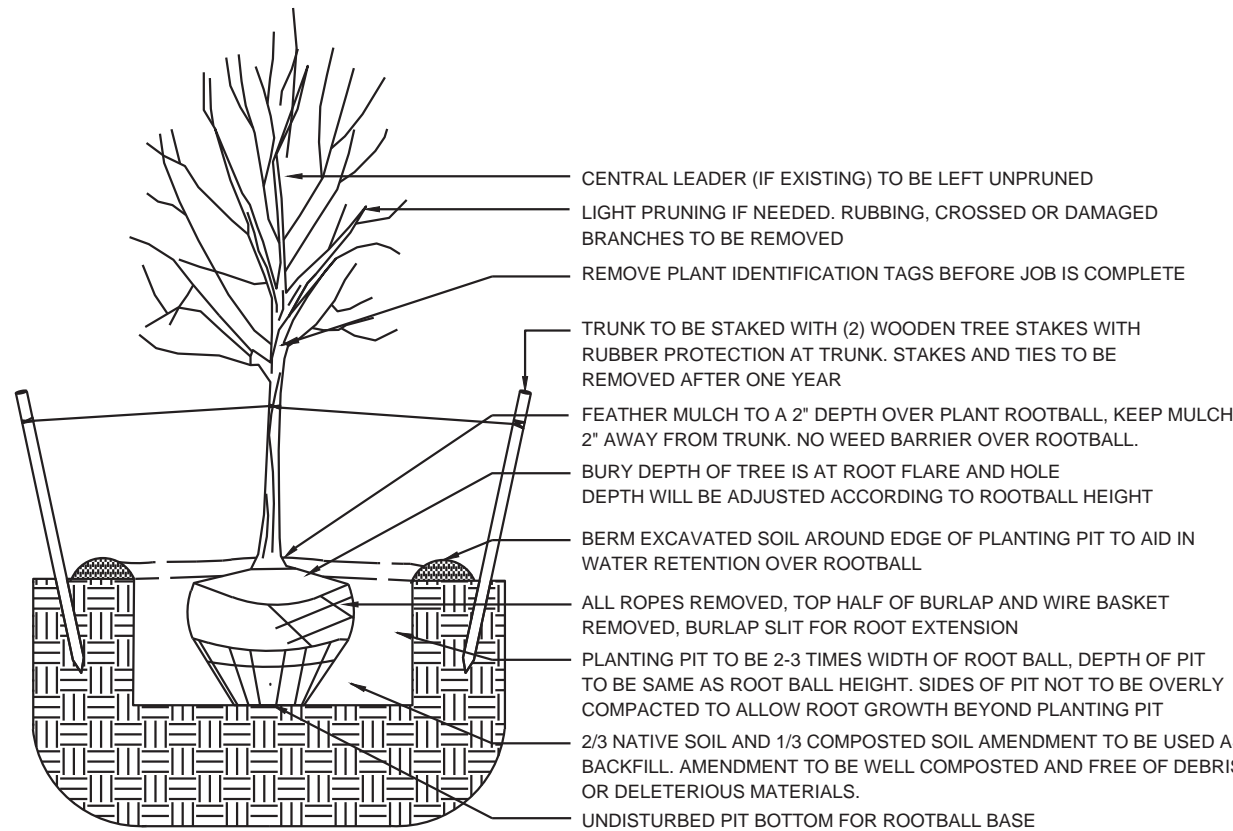 CENTRAL LEADER (IF EXISTING) TO BE LEFT UNPRUNED
LIGHT PRUNING IF NEEDED. RUBBING, CROSSED OR DAMAGED
BRANCHES TO BE REMOVED
REMOVE PLANT IDENTIFICATION TAGS BEFORE JOB IS COMPLETE
TRUNK TO BE STAKED WITH (2) WOODEN TREE STAKES WITH
RUBBER PROTECTION AT TRUNK. STAKES AND TIES TO BE
REMOVED AFTER ONE YEAR
FEATHER MULCH TO A 2" DEPTH OVER PLANT ROOTBALL, KEEP MULCH
2" AWAY FROM TRUNK. NO WEED BARRIER OVER ROOTBALL.
BURY DEPTH OF TREE IS AT ROOT FLARE AND HOLE
DEPTH WILL BE ADJUSTED ACCORDING TO ROOTBALL HEIGHT
BERM EXCAVATED SOIL AROUND EDGE OF PLANTING PIT TO AID IN
WATER RETENTION OVER ROOTBALL
ALL ROPES REMOVED, TOP HALF OF BURLAP AND WIRE BASKET
REMOVED, BURLAP SLIT FOR ROOT EXTENSION
PLANTING PIT TO BE 2-3 TIMES WIDTH OF ROOT BALL, DEPTH OF PIT
TO BE SAME AS ROOT BALL HEIGHT. SIDES OF PIT NOT TO BE OVERLY
COMPACTED TO ALLOW ROOT GROWTH BEYOND PLANTING PIT
2/3 NATIVE SOIL AND 1/3 COMPOSTED SOIL AMENDMENT TO BE USED
BACKFILL. AMENDMENT TO BE WELL COMPOSTED AND FREE OF DEBRIS
OR DELETERIOUS MATERIALS.
UNDISTURBED PIT BOTTOM FOR ROOTBALL BASE